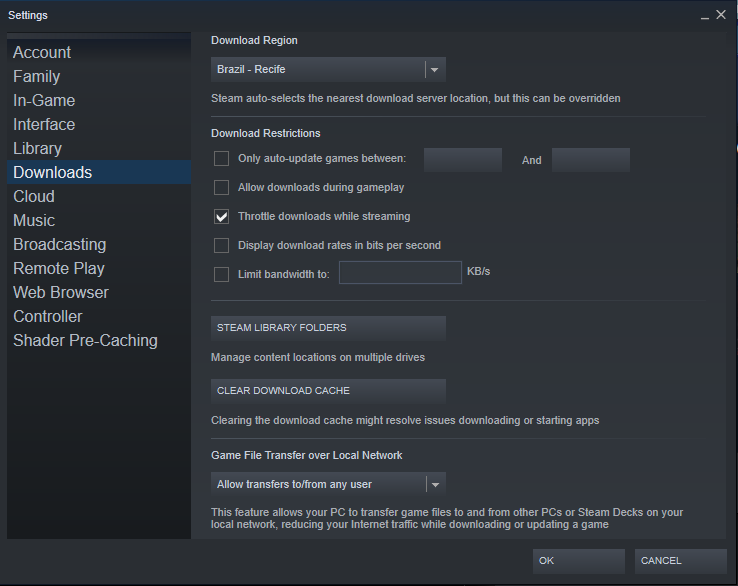 Settings
Account
Family
In-Game
Interface
Library
Downloads
Cloud
Music
Broadcasting
Remote Play
Web Browser
Controller
Shader Pre-Caching
Download Region
Brazil - Recife
Steam auto-selects the nearest download server location, but this can be overridden
Download Restrictions
Only auto-update games between:
And
Allow downloads during gameplay
Throttle downloads while streaming
Display download rates in bits per second
Limit bandwidth to:
KB/s
STEAM LIBRARY FOLDERS
Manage content locations on multiple drives
CLEAR DOWNLOAD CACHE
Clearing the download cache might resolve issues downloading or starting apps
Game File Transfer over Local Network
Allow transfers to/from any user
This feature allows your PC to transfer game files to and from other PCs or Steam Decks on your
local network, reducing your Internet traffic while downloading or updating a game
OK
CANCEL